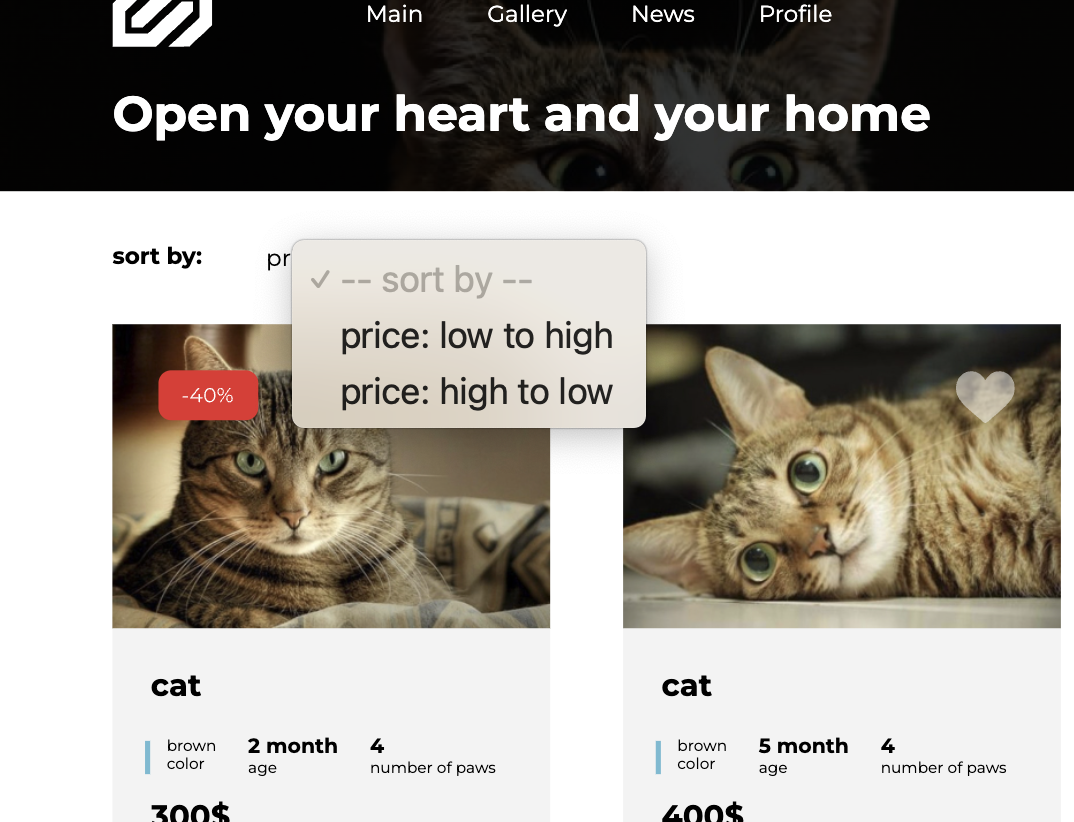 Main Gallery News Profile
Open your heart and your home
sort by: pr
-- sort by --
price: low to high
price: high to low
-40%
cat
brown 2 month 4
color age number of paws
300$
cat
brown 5 month 4
color age number of paws
400$